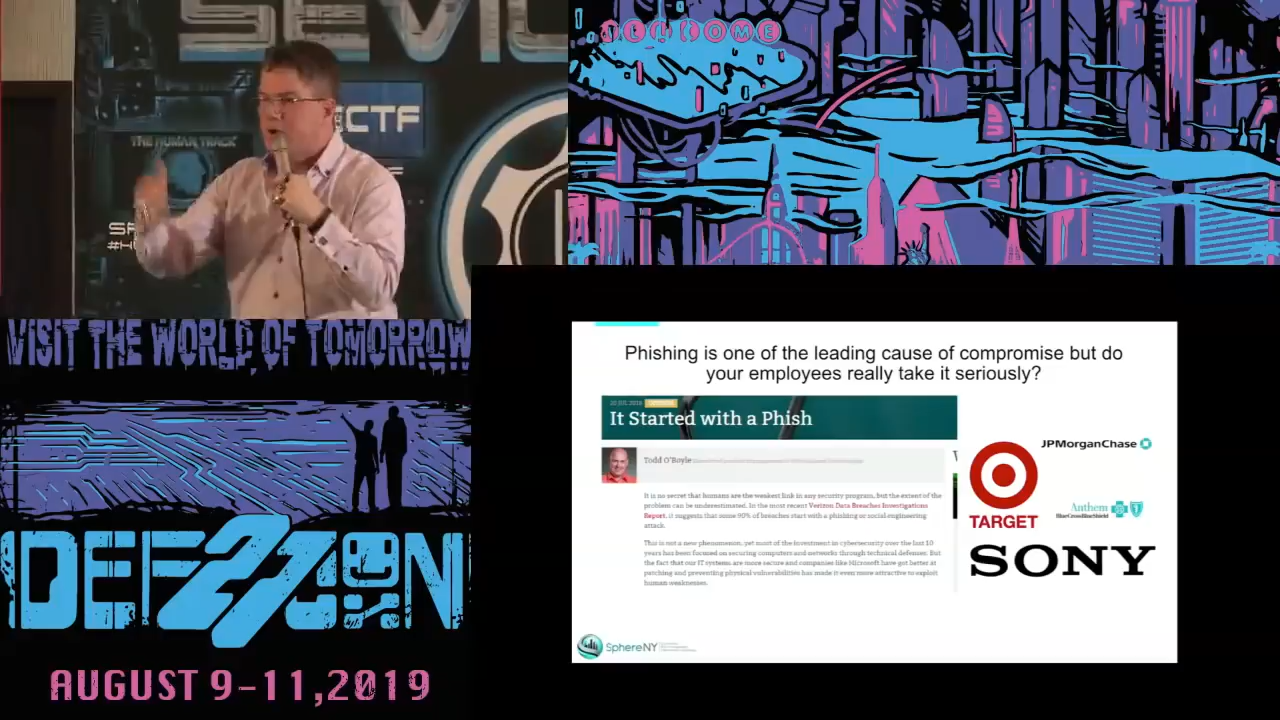 SEVIL
CTF
THE HUMAN TRACK
WELCOME
VISIT THE WORLD OF TOMORROW
DEFCON
27
AUGUST 9-11,2019
Phishing is one of the leading cause of compromise but do
your employees really take it seriously?
It Started with a Phish
Todd O'Boyle
It is no secret that humans are the weakest link in any security program, but the extent of the
problem can be underestimated. In the most recent Verizon Data Breaches Investigations
Report, it suggests that some 90% of breaches start with a phishing or social engineering
attack.
This is not a new phenomenon, yet most of the investment in cybersecurity over the last 10
years has been focused on securing computers and networks through technical defenses. But
the fact that our IT systems are more secure and companies like Microsoft have got better at
patching and preventing physical vulnerabilities has made it even more attractive to exploit
human weaknesses.
JPMorganChase
TARGET
Anthem
BlueCross BlueShield
SONY
SphereNY